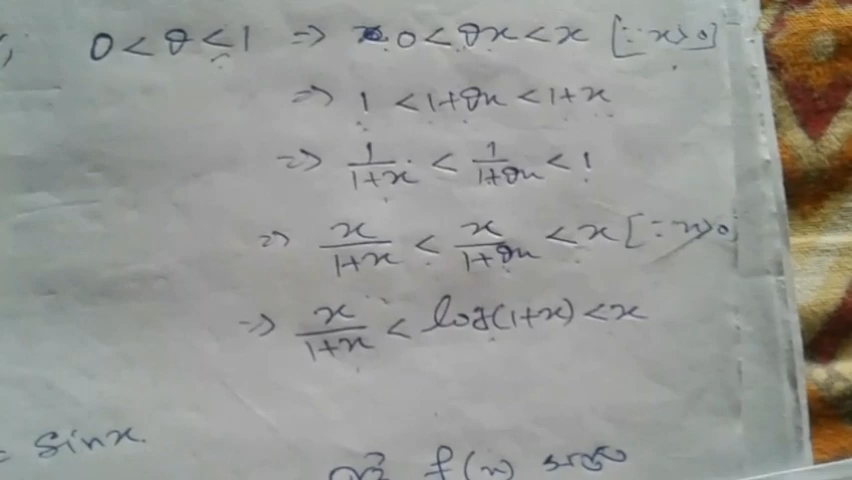 0 < θ < 1 ⇒ 0 < θx < x [∵ x>0]
⇒ 1 < 1+θx < 1+x
⇒ 1/(1+x) < 1/(1+θx) < 1
⇒ x/(1+x) < x/(1+θx) < x [∵ x>0]
⇒ x/(1+x) < log(1+x) < x
= sinx
f(x)